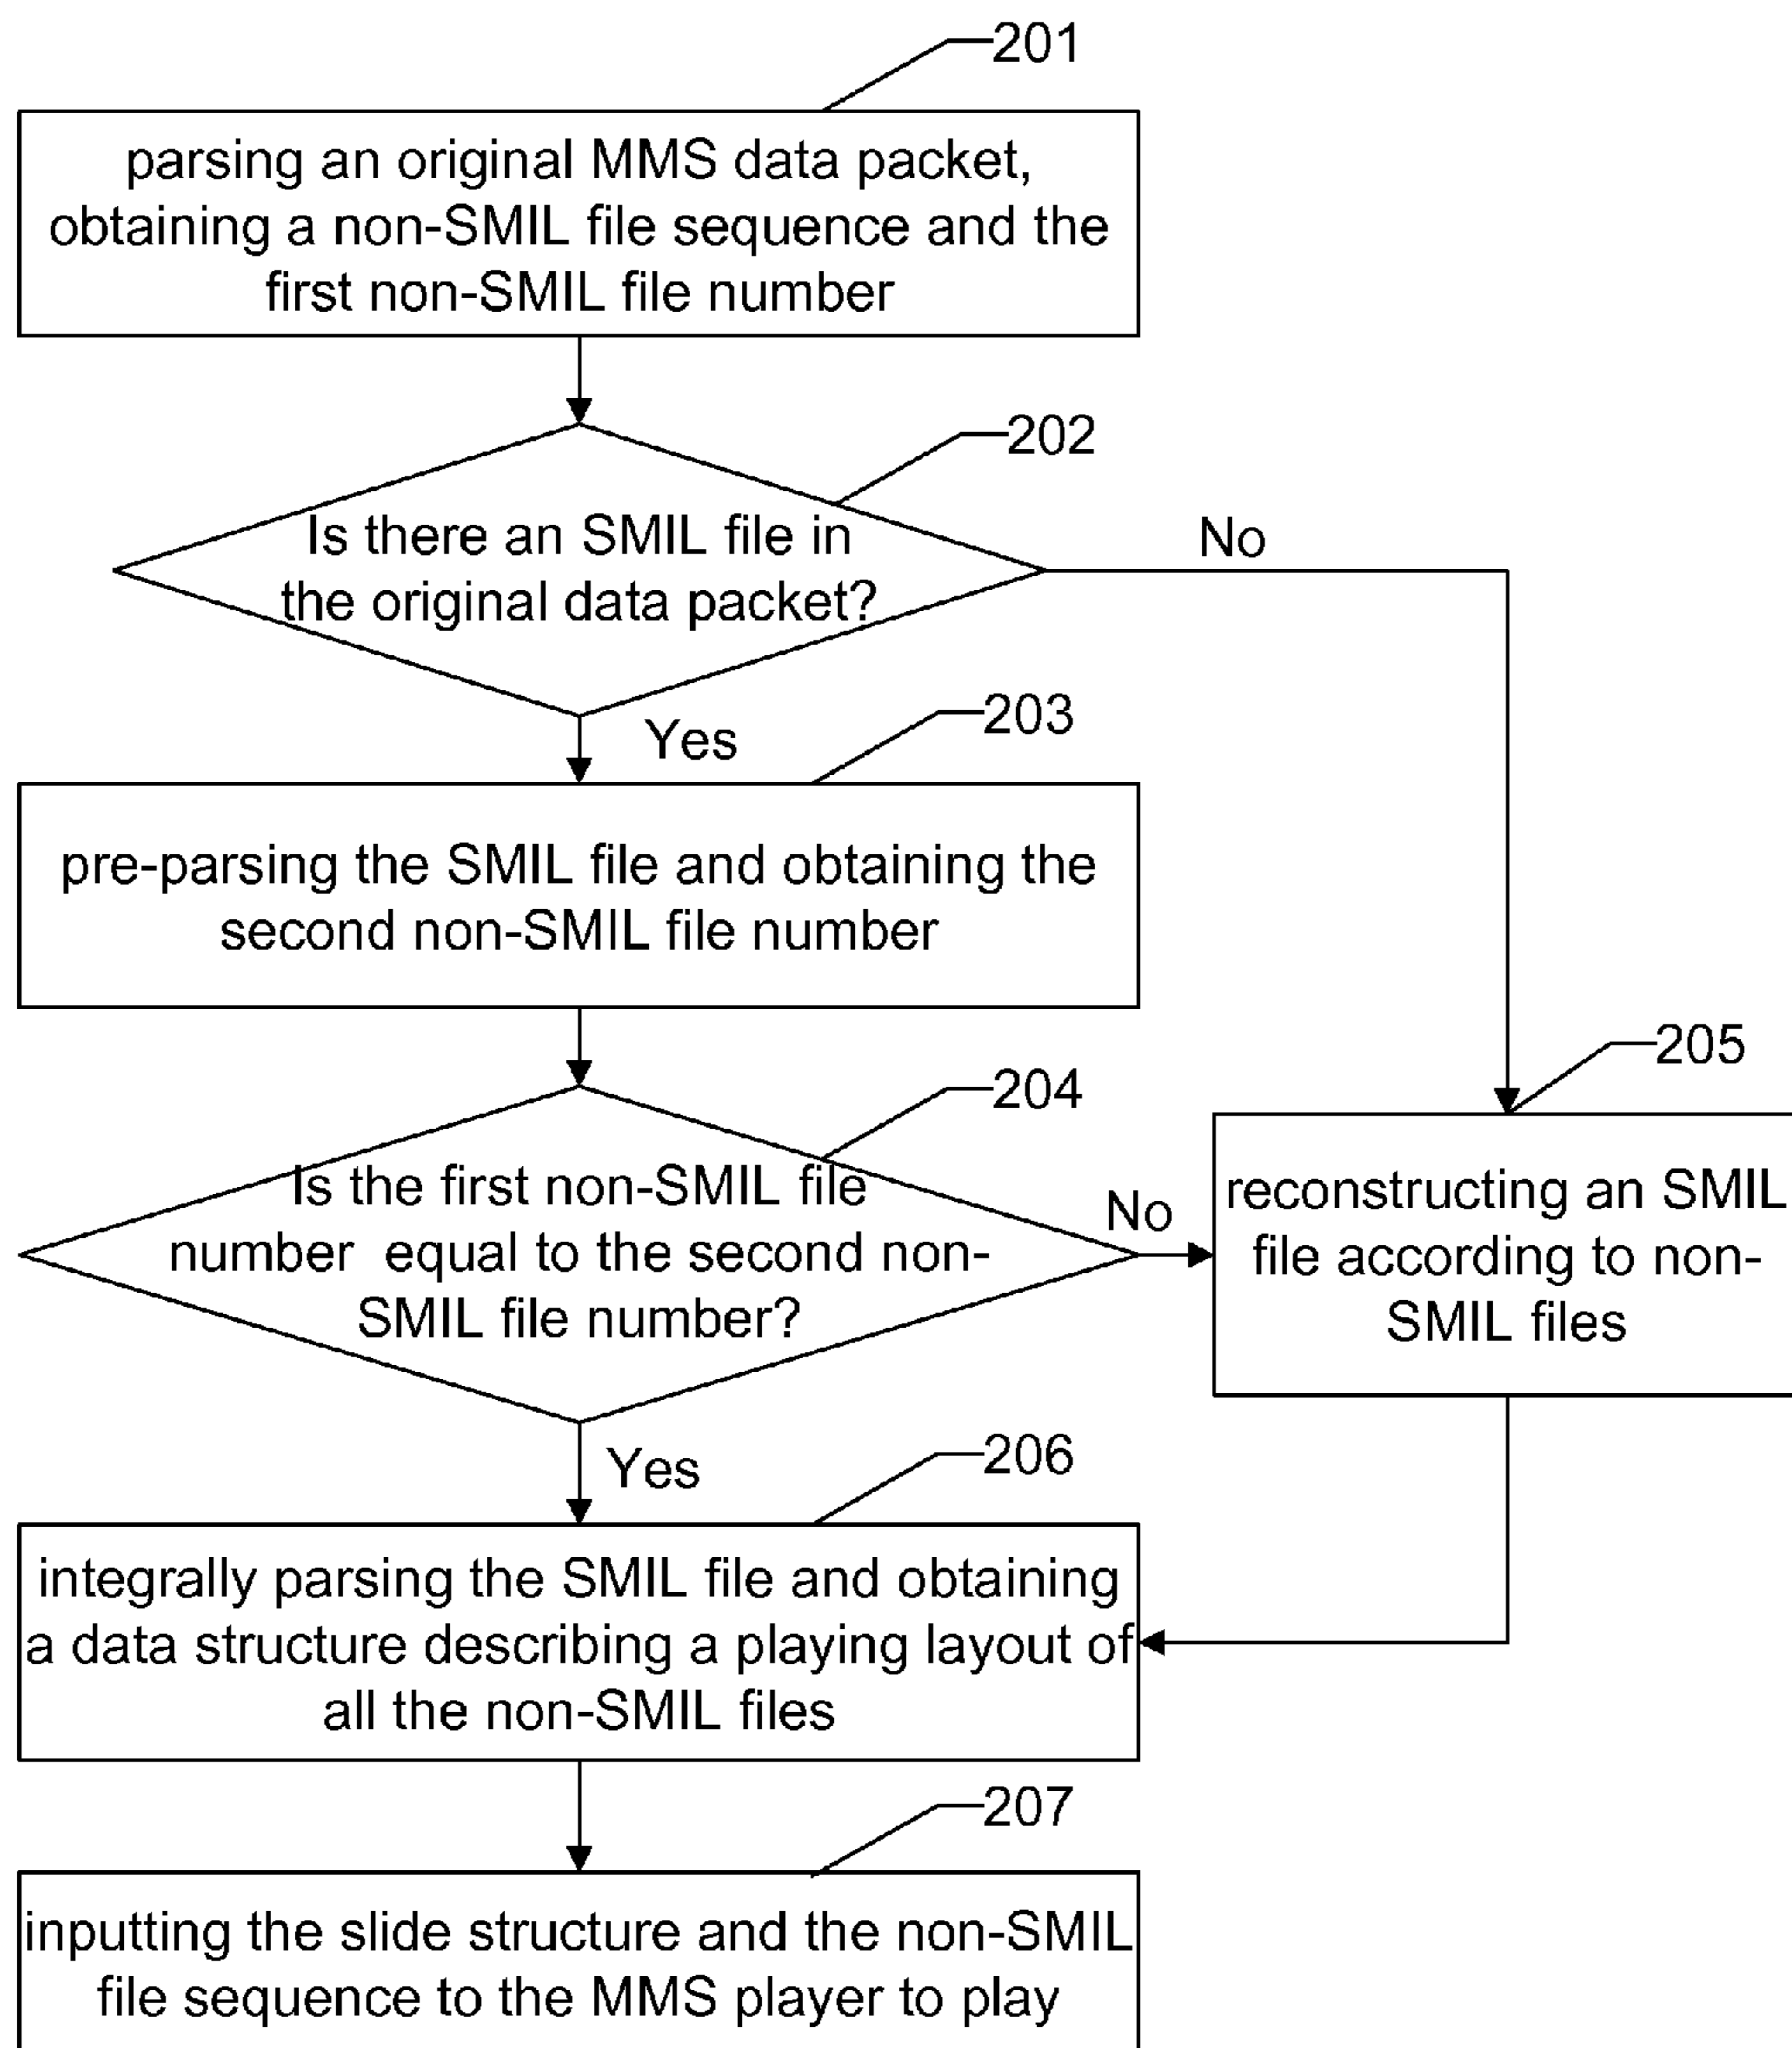 201
parsing an original MMS data packet,
obtaining a non-SMIL file sequence and the
first non-SMIL file number
202
Is there an SMIL file in
the original data packet?
No
Yes
203
pre-parsing the SMIL file and obtaining the
second non-SMIL file number
204
Is the first non-SMIL file
number equal to the second non-
SMIL file number?
No
205
reconstructing an SMIL
file according to non-
SMIL files
Yes
206
integrally parsing the SMIL file and obtaining
a data structure describing a playing layout of
all the non-SMIL files
207
inputting the slide structure and the non-SMIL
file sequence to the MMS player to play